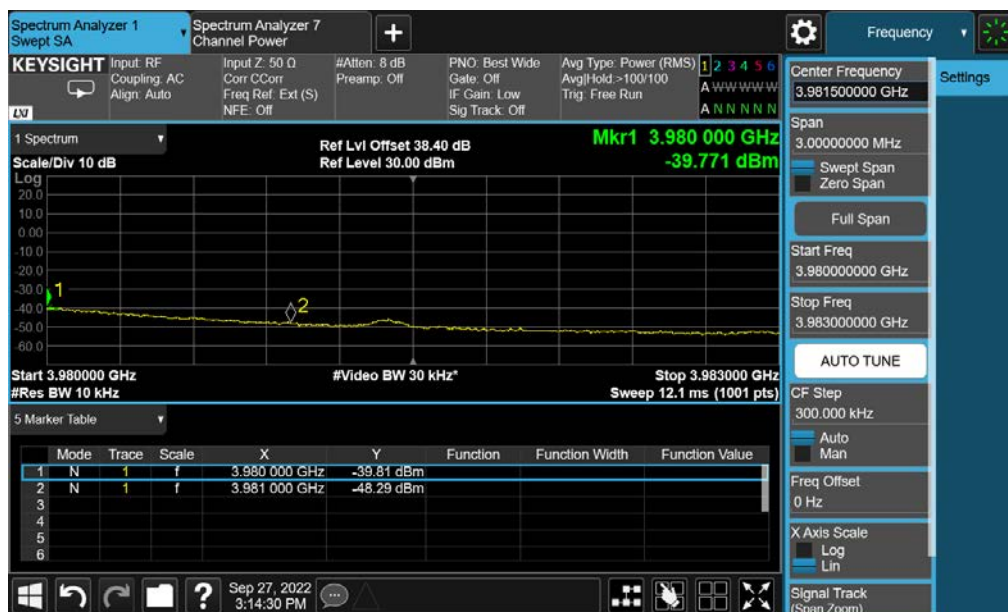 Spectrum Analyzer 1
Swept SA
Spectrum Analyzer 7
Channel Power
+
Frequency
KEYSIGHT
LXI
Input: RF
Coupling: AC
Align: Auto
Input Z: 50 Ω
Corr CCorr
Freq Ref: Ext (S)
NFE: Off
#Atten: 8 dB
Preamp: Off
PNO: Best Wide
Gate: Off
IF Gain: Low
Sig Track: Off
Avg Type: Power (RMS)
Avg|Hold:>100/100
Trig: Free Run
1 2 3 4 5 6
A W W W W W
A N N N N N
1 Spectrum
Scale/Div 10 dB
Ref Lvl Offset 38.40 dB
Ref Level 30.00 dBm
Mkr1 3.980 000 GHz
-39.771 dBm
Log
20.0
10.0
0.00
-10.0
-20.0
-30.0
-40.0
-50.0
-60.0
1
2
Start 3.980000 GHz
#Res BW 10 kHz
#Video BW 30 kHz*
Stop 3.983000 GHz
Sweep 12.1 ms (1001 pts)
5 Marker Table
Mode Trace Scale X Y Function Function Width Function Value
1 N 1 f 3.980 000 GHz -39.81 dBm
2 N 1 f 3.981 000 GHz -48.29 dBm
3
4
5
6
Sep 27, 2022
3:14:30 PM
?
Center Frequency
3.981500000 GHz
Settings
Span
3.00000000 MHz
Swept Span
Zero Span
Full Span
Start Freq
3.980000000 GHz
Stop Freq
3.983000000 GHz
AUTO TUNE
CF Step
300.000 kHz
Auto
Man
Freq Offset
0 Hz
X Axis Scale
Log
Lin
Signal Track
(Span Zoom)